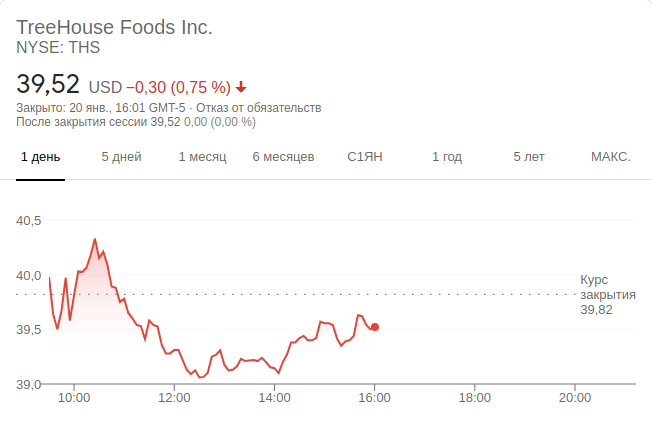 TreeHouse Foods Inc.
NYSE: THS
39,52 USD −0,30 (0,75 %)
Закрыто: 20 янв., 16:01 GMT-5 · Отказ от обязательств
После закрытия сессии 39,52 0,00 (0,00 %)
1 день 5 дней 1 месяц 6 месяцев С1ЯН 1 год 5 лет МАКС.
40,5
40,0
39,5
39,0
Курс
закрытия
39,82
10:00 12:00 14:00 16:00 18:00 20:00